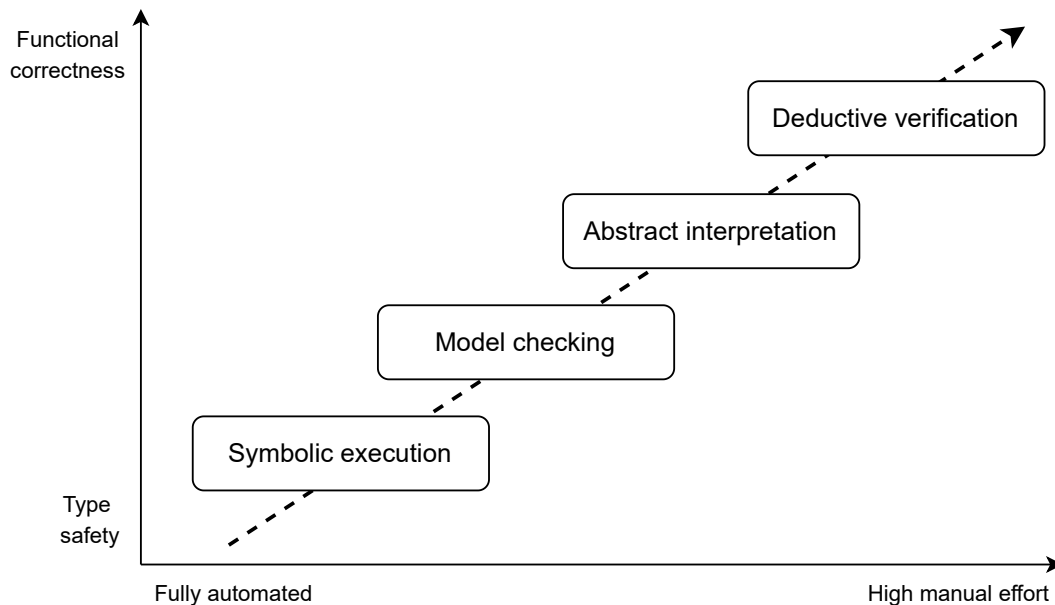 Functional
correctness
Deductive verification
Abstract interpretation
Model checking
Symbolic execution
Type
safety
Fully automated
High manual effort